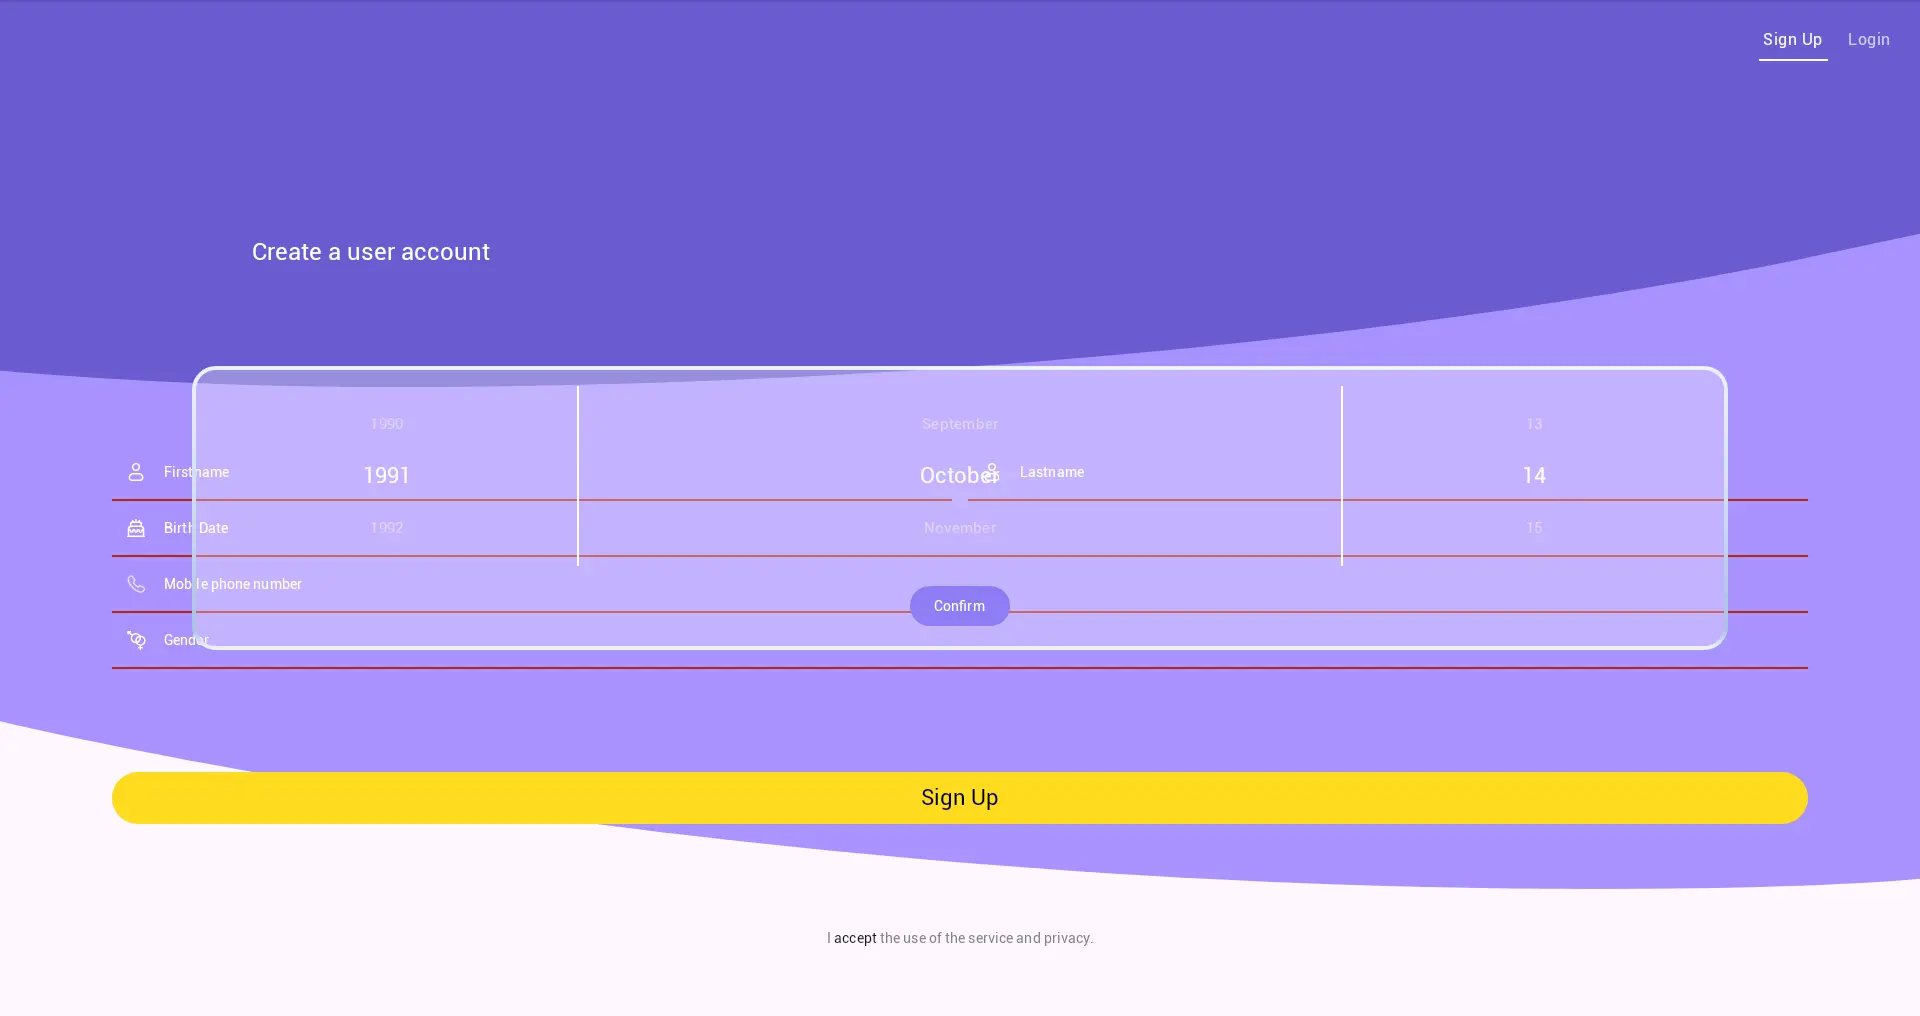 Sign Up Login
Create a user account
1990 September 13
Firstname 1991 October Lastname 14
Birth Date 1992 November 15
Mobile phone number
Confirm
Gender
Sign Up
I accept the use of the service and privacy.